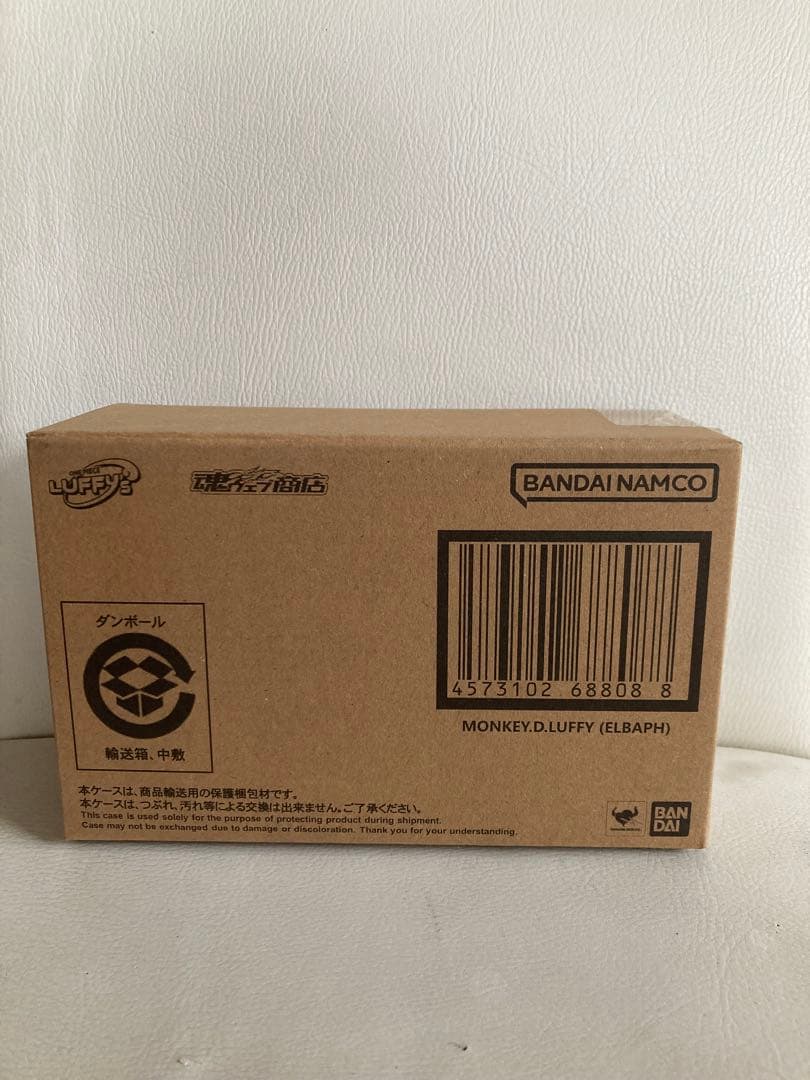 ONE PIECE
LUFFY's
魂ウェブ商店
BANDAI NAMCO
4573102 68808 8
MONKEY.D.LUFFY (ELBAPH)
ダンボール
輸送箱、中敷
本ケースは、商品輸送用の保護梱包材です。
本ケースは、つぶれ、汚れ等による交換は出来ません。ご了承ください。
This case is used solely for the purpose of protecting product during shipment.
Case may not be exchanged due to damage or discoloration. Thank you for your understanding.
BAN
DAI